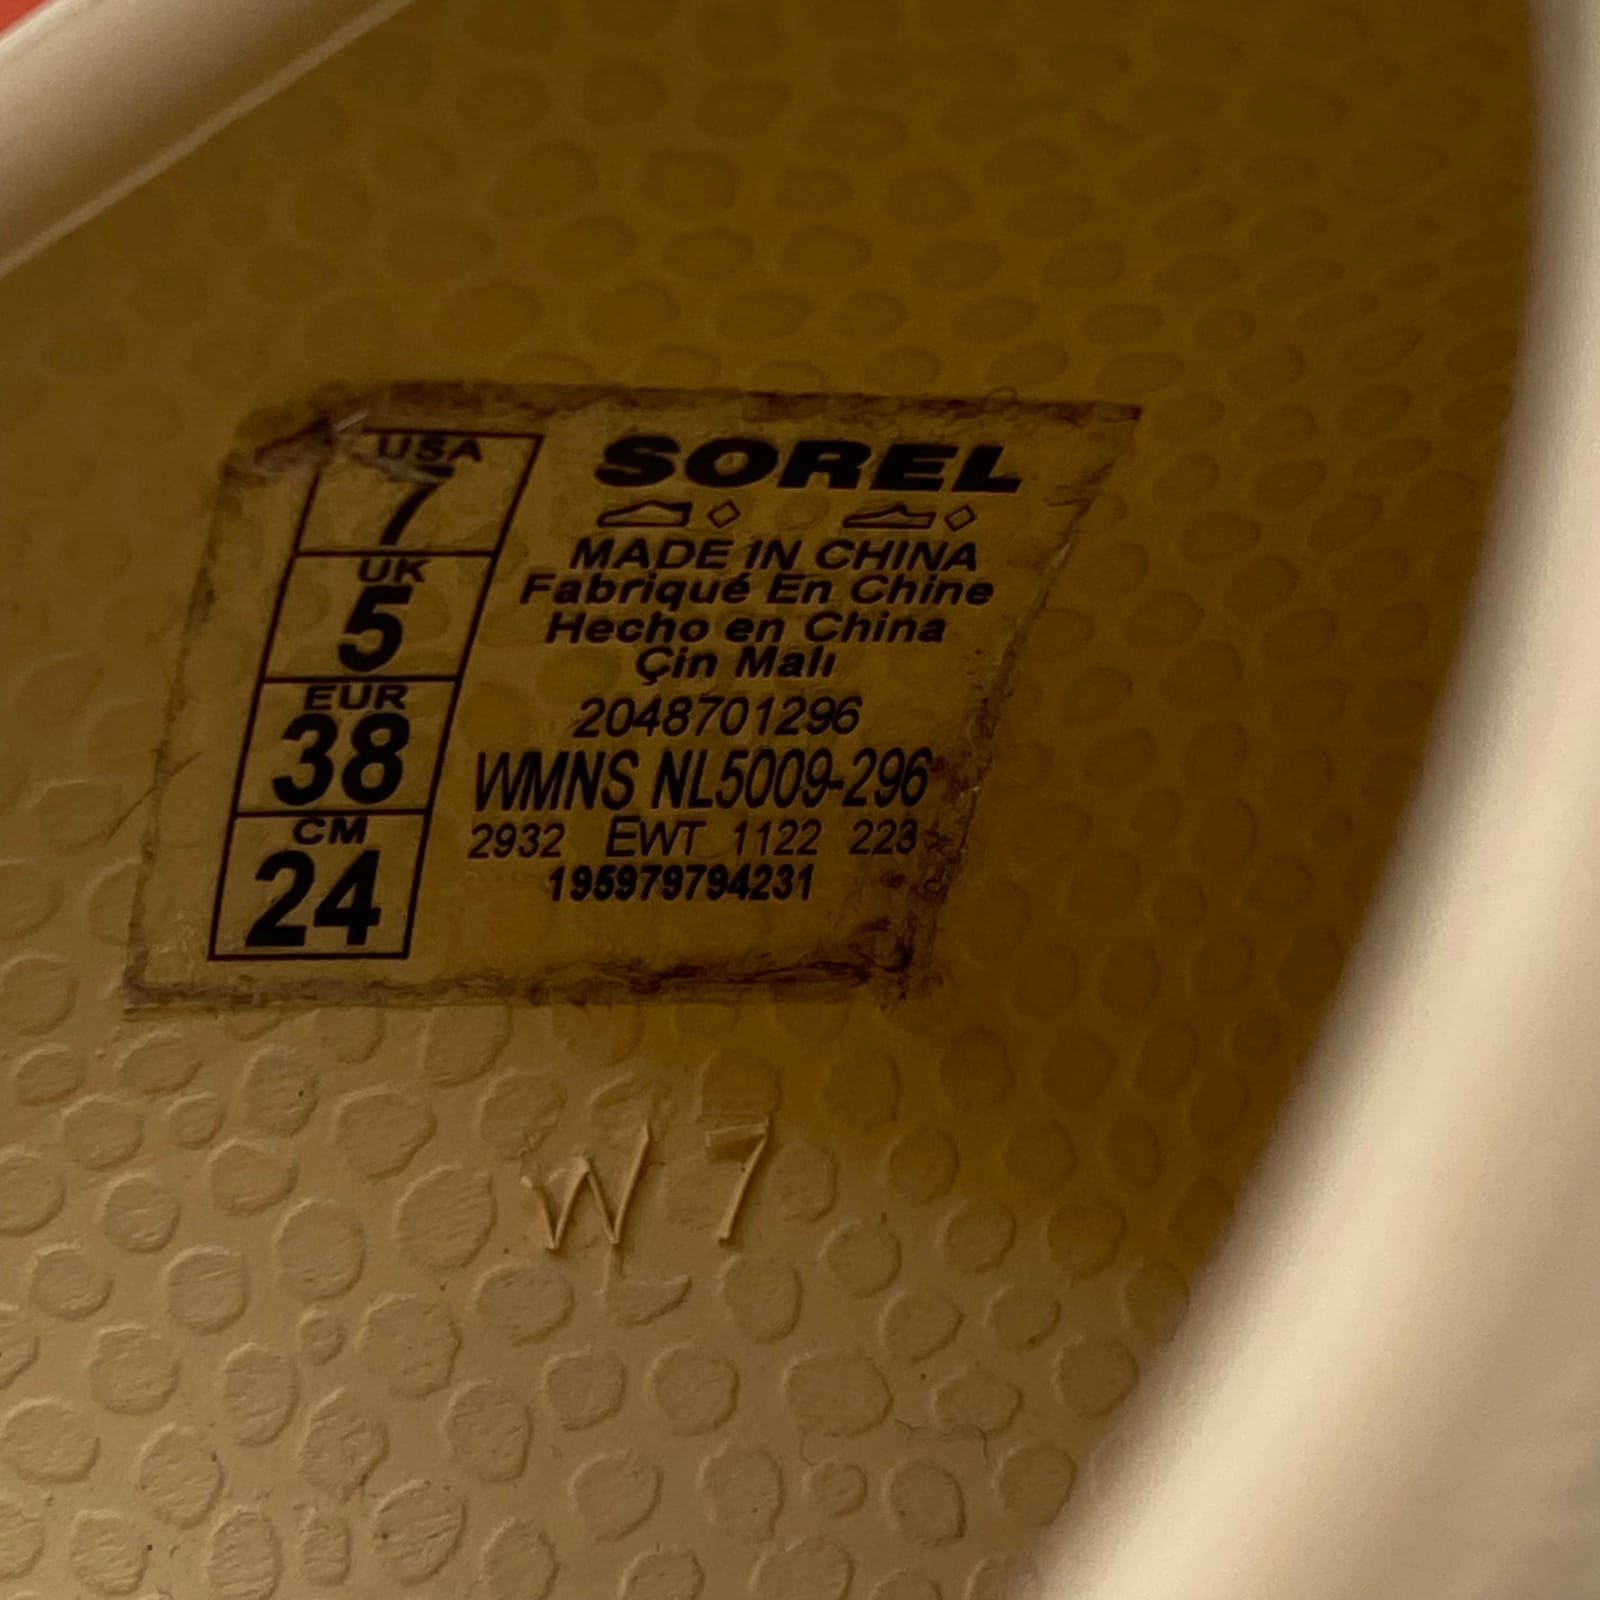 USA
7
UK
5
EUR
38
CM
24
SOREL
MADE IN CHINA
Fabriqué En Chine
Hecho en China
Çin Malı
2048701296
WMNS NL5009-296
2932 EWT 1122 223
195979794231
W 7